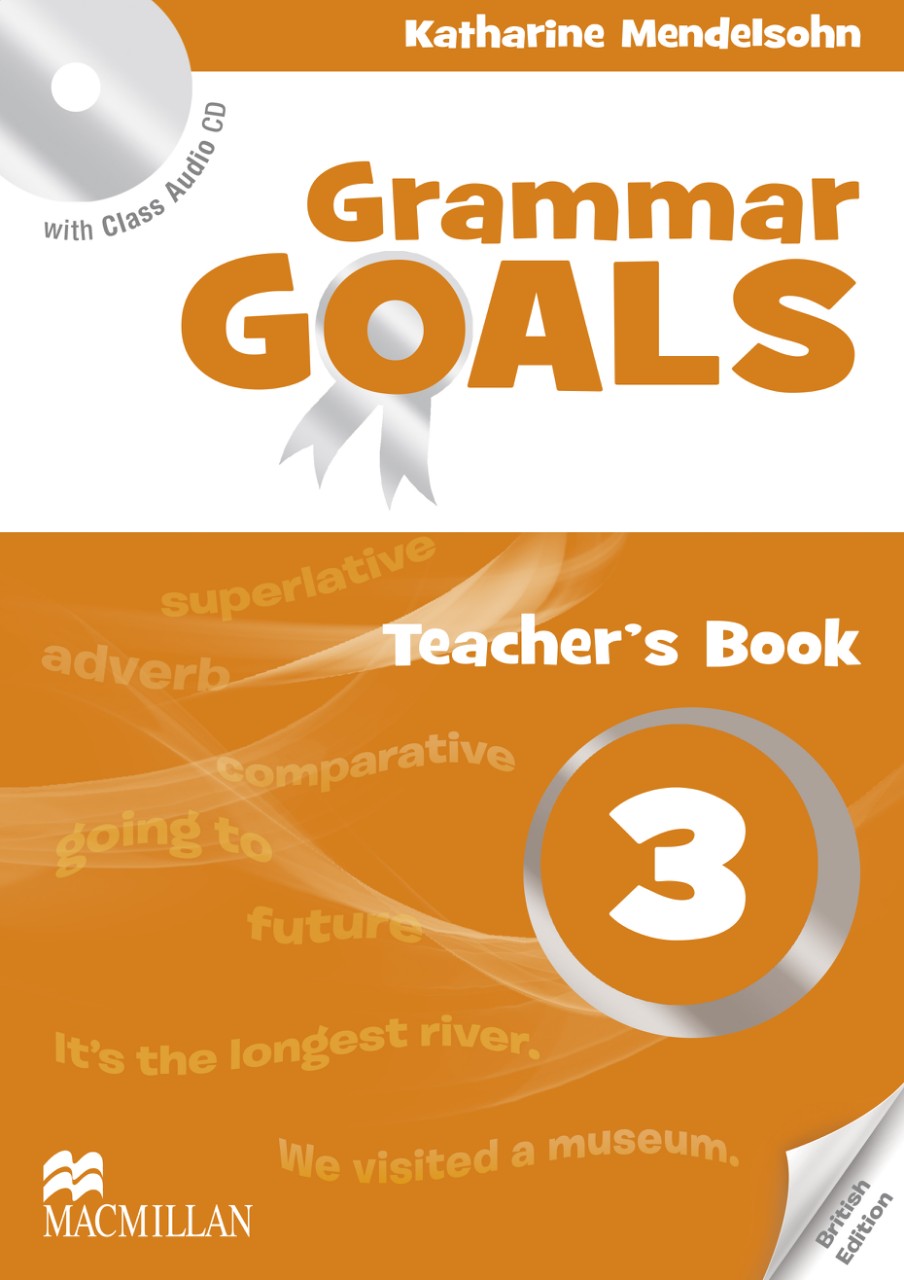 Katharine Mendelsohn
with Class Audio CD
Grammar
GOALS
superlative
Teacher's Book
adverb
comparative
going to
3
future
It's the longest river.
We visited a museum.
MACMILLAN
British
Edition